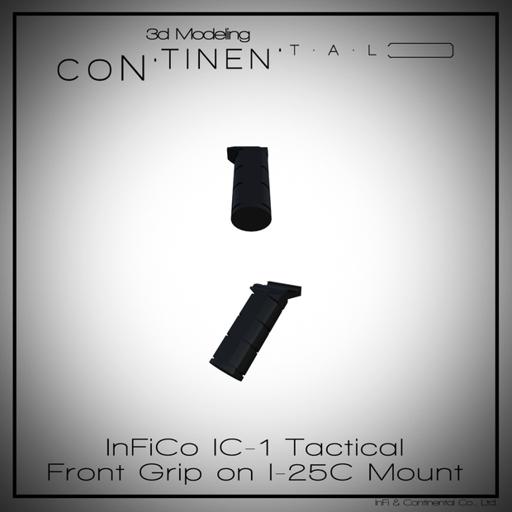 3d Modeling
CoN·TINEN·T·A·L
InFiCo IC-1 Tactical
Front Grip on I-25C Mount
InFi & Continental Co., Ltd.